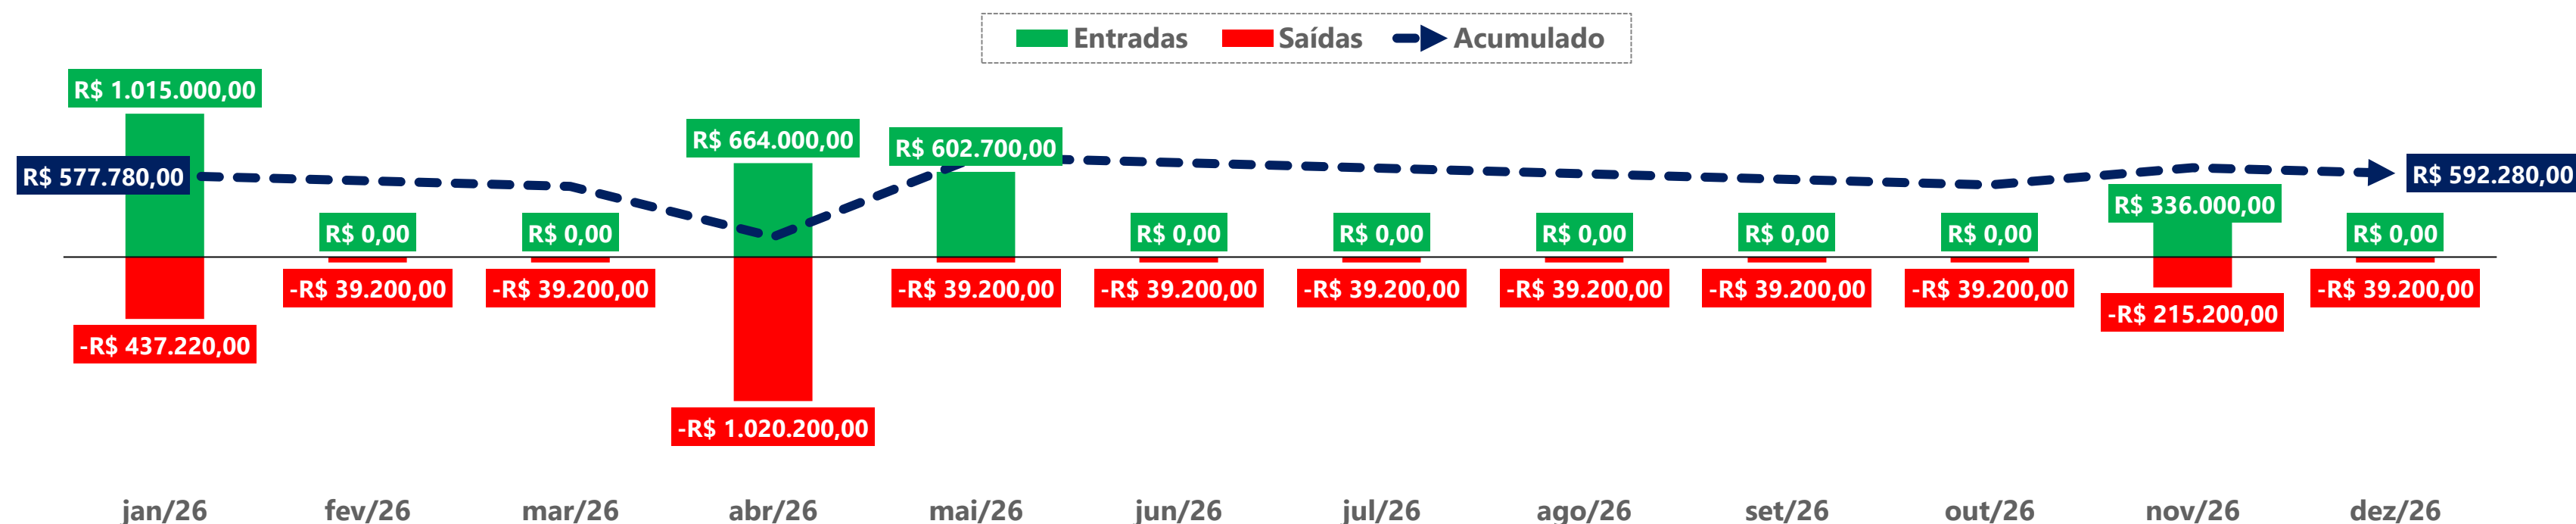 Entradas Saídas Acumulado
R$ 1.015.000,00
R$ 577.780,00
-R$ 437.220,00
R$ 0,00
-R$ 39.200,00
R$ 0,00
-R$ 39.200,00
R$ 664.000,00
-R$ 1.020.200,00
R$ 602.700,00
-R$ 39.200,00
R$ 0,00
-R$ 39.200,00
R$ 0,00
-R$ 39.200,00
R$ 0,00
-R$ 39.200,00
R$ 0,00
-R$ 39.200,00
R$ 0,00
-R$ 39.200,00
R$ 336.000,00
-R$ 215.200,00
R$ 592.280,00
R$ 0,00
-R$ 39.200,00
jan/26 fev/26 mar/26 abr/26 mai/26 jun/26 jul/26 ago/26 set/26 out/26 nov/26 dez/26